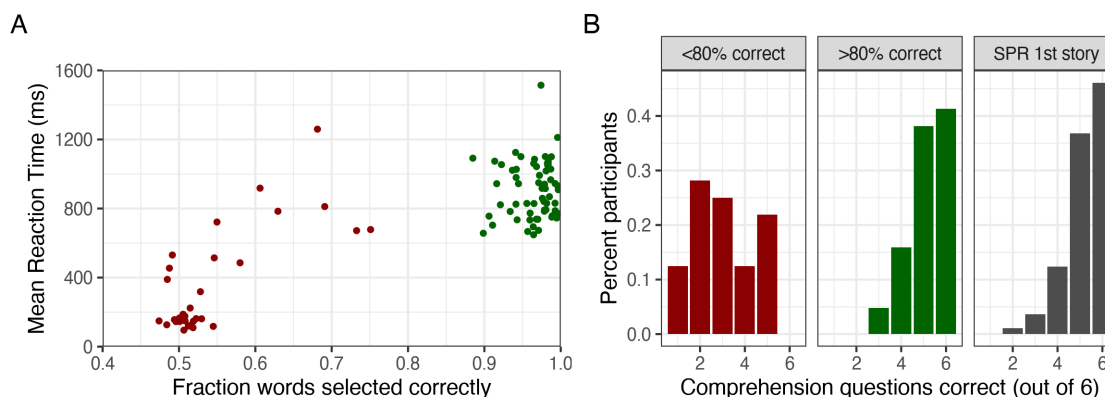 A
B
Mean Reaction Time (ms)
1600
1200
800
400
0
0.4 0.5 0.6 0.7 0.8 0.9 1.0
Fraction words selected correctly
<80% correct >80% correct SPR 1st story
Percent participants
0.4
0.3
0.2
0.1
0.0
2 4 6 2 4 6 2 4 6
Comprehension questions correct (out of 6)